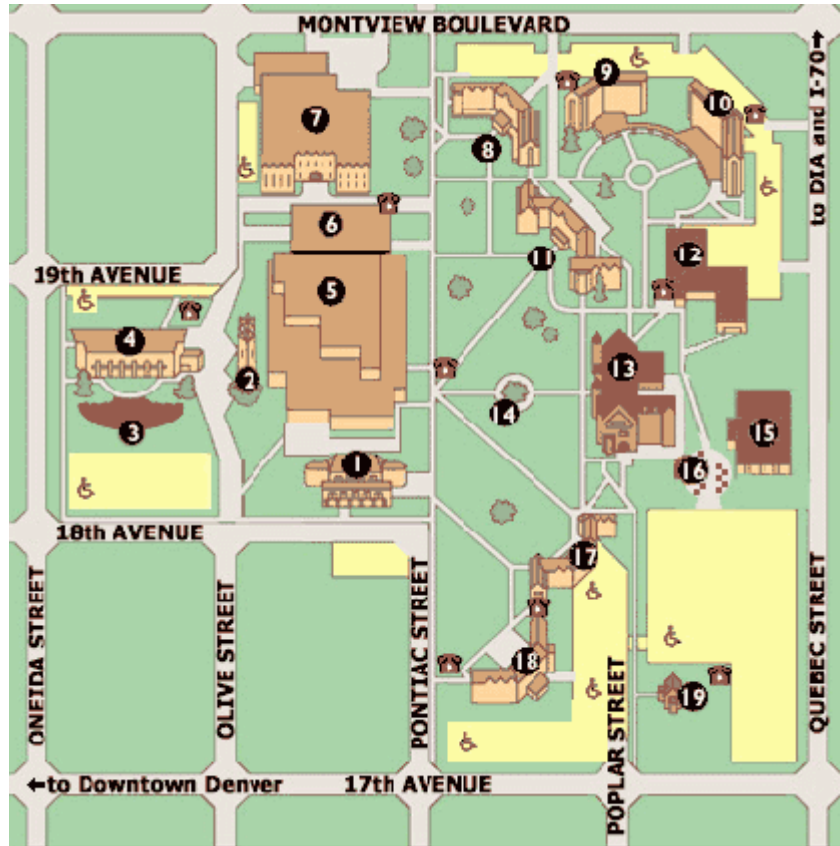 MONTVIEW BOULEVARD
to DIA and I-70→
9
10
7
8
6
11
12
19th AVENUE
5
4
13
2
14
3
15
1
16
18th AVENUE
17
ONEIDA STREET
OLIVE STREET
PONTIAC STREET
POPLAR STREET
QUEBEC STREET
18
19
←to Downtown Denver
17th AVENUE